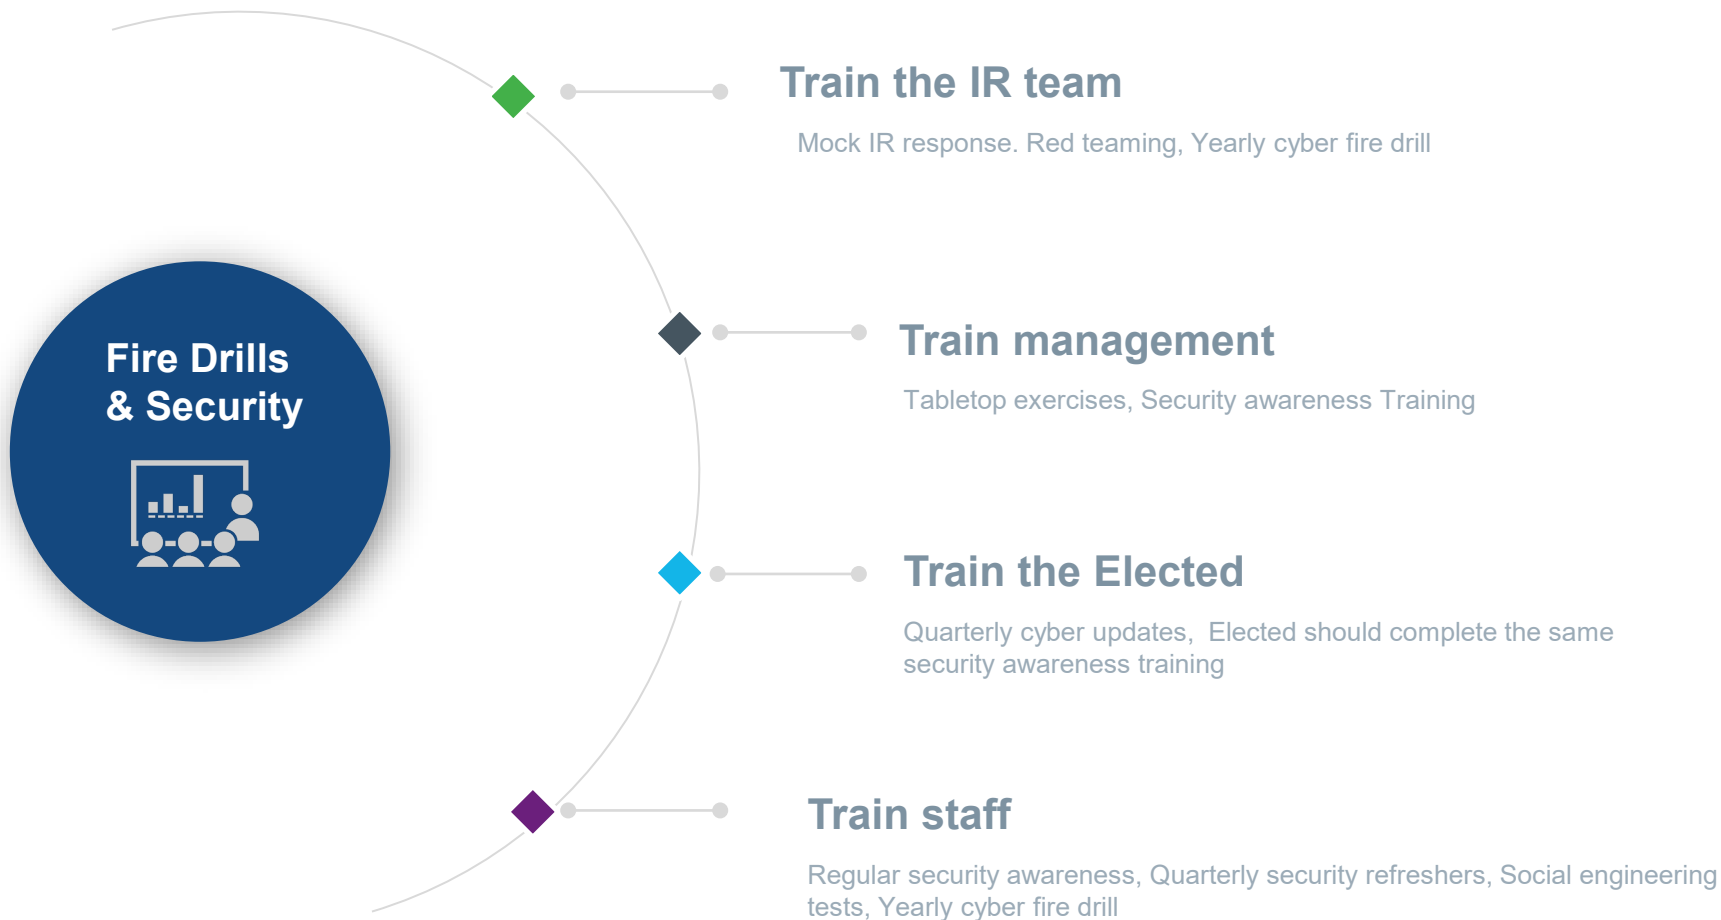 Fire Drills
& Security
Train the IR team
Mock IR response. Red teaming, Yearly cyber fire drill
Train management
Tabletop exercises, Security awareness Training
Train the Elected
Quarterly cyber updates,  Elected should complete the same
security awareness training
Train staff
Regular security awareness, Quarterly security refreshers, Social engineering
tests, Yearly cyber fire drill